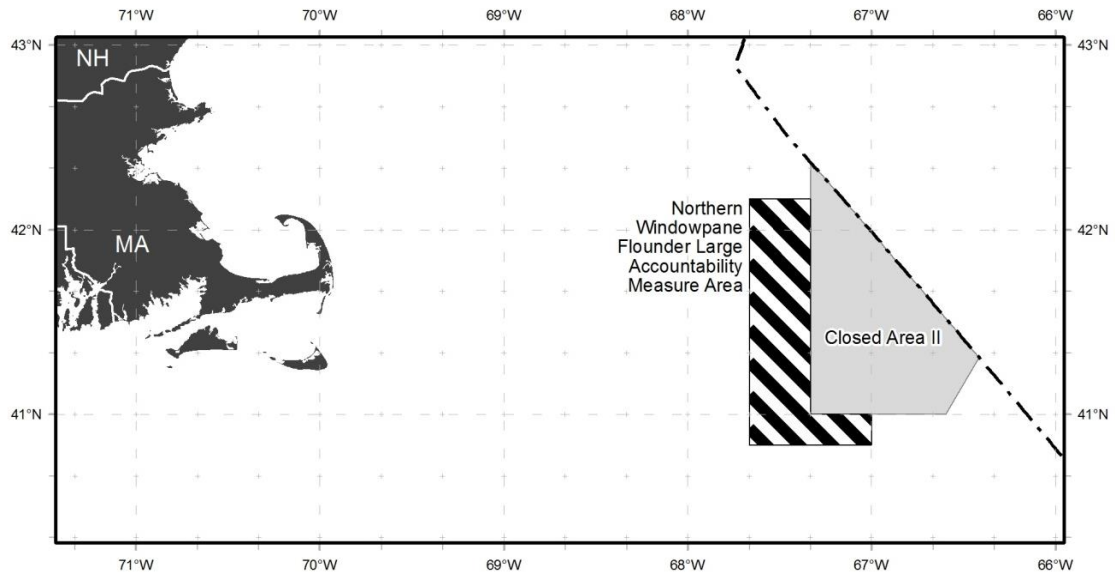 71°W 70°W 69°W 68°W 67°W 66°W
43°N 43°N
NH
Northern
Windowpane
Flounder Large
Accountability
Measure Area
42°N 42°N
MA
Closed Area II
41°N 41°N
71°W 70°W 69°W 68°W 67°W 66°W